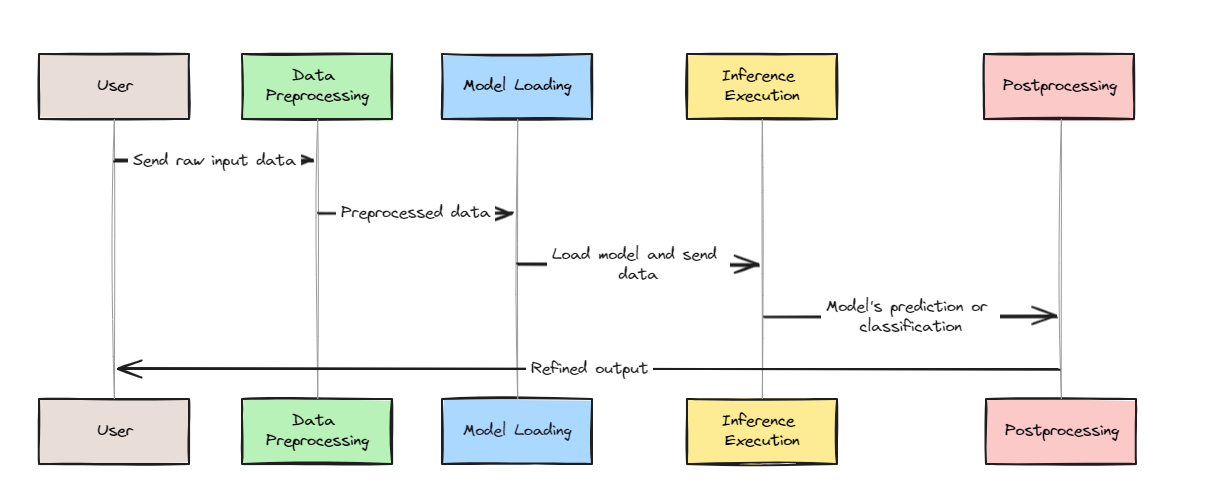 User
Data
Preprocessing
Model Loading
Inference
Execution
Postprocessing
Send raw input data
Preprocessed data
Load model and send
data
Model's prediction or
classification
Refined output
User
Data
Preprocessing
Model Loading
Inference
Execution
Postprocessing